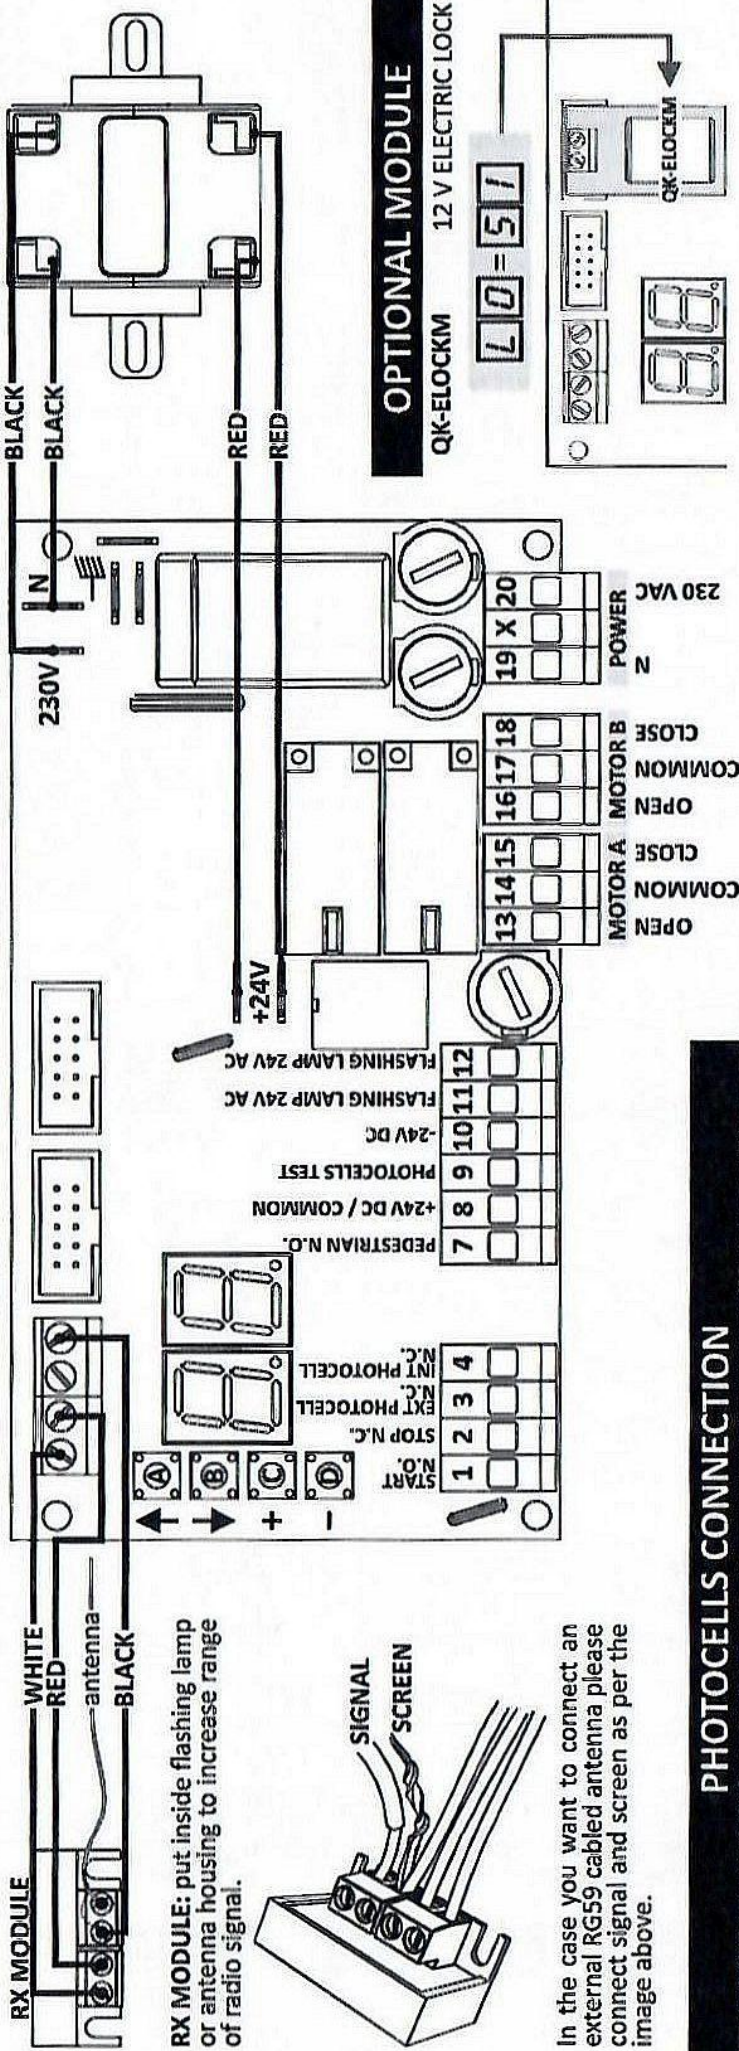 RX MODULE
WHITE
RED
antenna
BLACK
RX MODULE: put inside flashing lamp
or antenna housing to increase range
of radio signal.
SIGNAL
SCREEN
In the case you want to connect an
external RG59 cabled antenna please
connect signal and screen as per the
image above.
A
B
C
D
+
-
230V
N
BLACK
BLACK
RED
RED
+24V
START
N.O.
STOP N.C.
EXT PHOTOCELL
N.C.
INT PHOTOCELL
N.C.
1 2 3 4
PEDESTRIAN N.O.
+24V DC / COMMON
PHOTOCELLS TEST
-24V DC
FLASHING LAMP 24V AC
FLASHING LAMP 24V AC
7 8 9 10 11 12
13 14 15
MOTOR A
OPEN
COMMON
CLOSE
16 17 18
MOTOR B
OPEN
COMMON
CLOSE
19 X 20
POWER
N
230 VAC
OPTIONAL MODULE
QK-ELOCKM 12 V ELECTRIC LOCK
L0=51
QK-ELOCKM
PHOTOCELLS CONNECTION